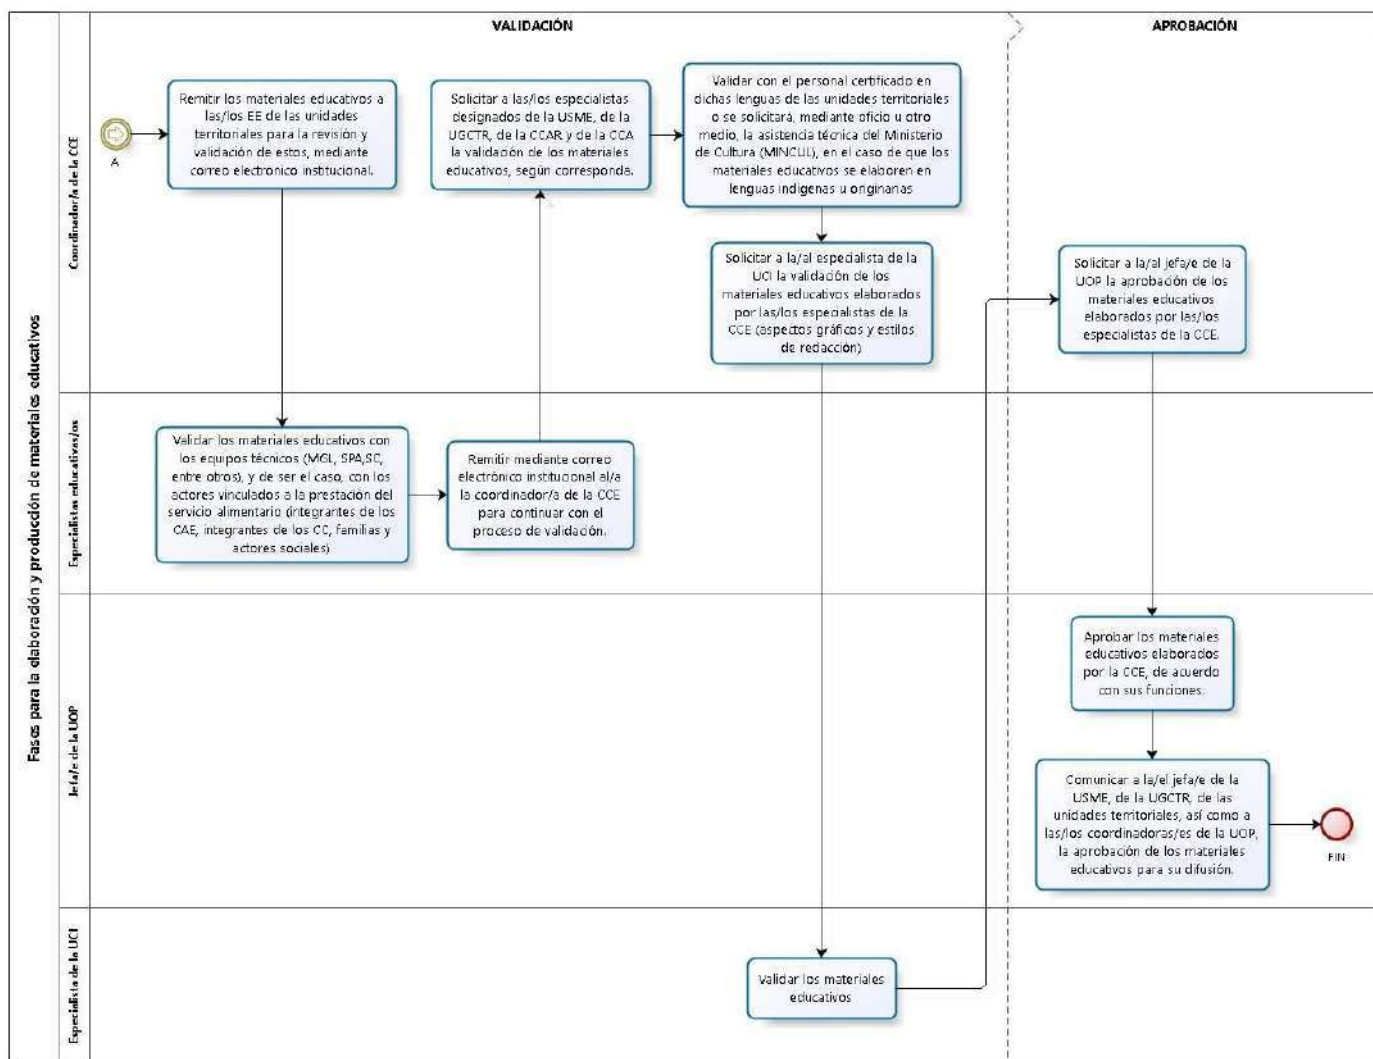 VALIDACIÓN
APROBACIÓN
Fases para la elaboración y producción de materiales educativos
Coordinador/a de la CCE
A
Remitir los materiales educativos a
las/los EE de las unidades
territoriales para la revisión y
validación de estos, mediante
correo electronico institucional.
Solicitar a las/los especialistas
designados de la USME, de la
UGCTR, de la CCAR y de la CCA
la validación de los materiales
educativos, según corresponda.
Validar con el personal certificado en
dichas lenguas de las unidades territoriales
o se solicitará, mediante oficio u otro
medio, la asistencia técnica del Ministerio
de Cultura (MINCUL), en el caso de que los
materiales educativos se elaboren en
lenguas indígenas u originarias
Solicitar a la/al especialista de la
UCI la validación de los
materiales educativos elaborados
por las/los especialistas de la
CCE (aspectos gráficos y estilos
de redacción)
Solicitar a la/al jefa/e de la
UOP la aprobación de los
materiales educativos
elaborados por las/los
especialistas de la CCE.
Especialistas educativas/os
Validar los materiales educativos con
los equipos técnicos (MGL, SPA,SC,
entre otros), y de ser el caso, con los
actores vinculados a la prestación del
servicio alimentario (integrantes de los
CAE, integrantes de los CC, familias y
actores sociales)
Remitir mediante correo
electrónico institucional al/a
la coordinador/a de la CCE
para continuar con el
proceso de validación.
Jefa/e de la UOP
Aprobar los materiales
educativos elaborados
por la CCE, de acuerdo
con sus funciones.
Comunicar a la/el jefa/e de la
USME, de la UGCTR, de las
unidades territoriales, así como a
las/los coordinadoras/es de la UOP,
la aprobación de los materiales
educativos para su difusión.
FIN
Especialista de la UCI
Validar los materiales
educativos